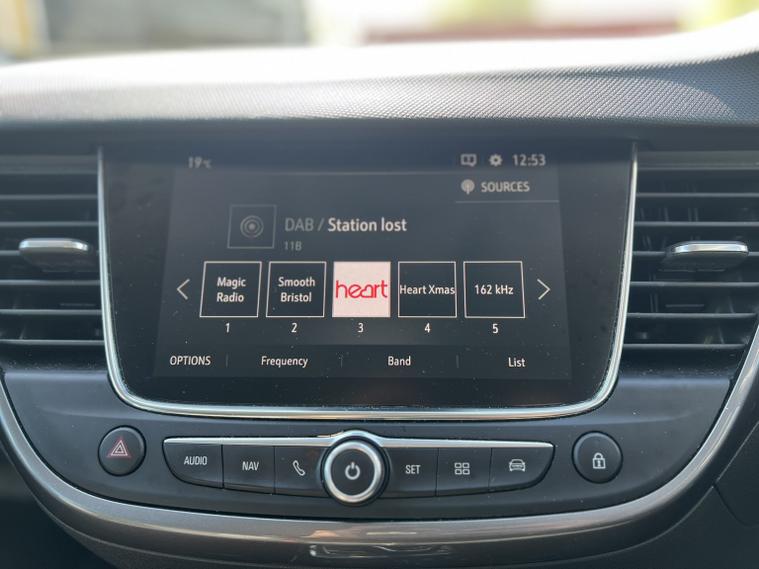 19°C 12:53
SOURCES
DAB / Station lost
11B
Magic Radio
Smooth Bristol
heart
Heart Xmas
162 kHz
1 2 3 4 5
OPTIONS Frequency Band List
AUDIO NAV SET